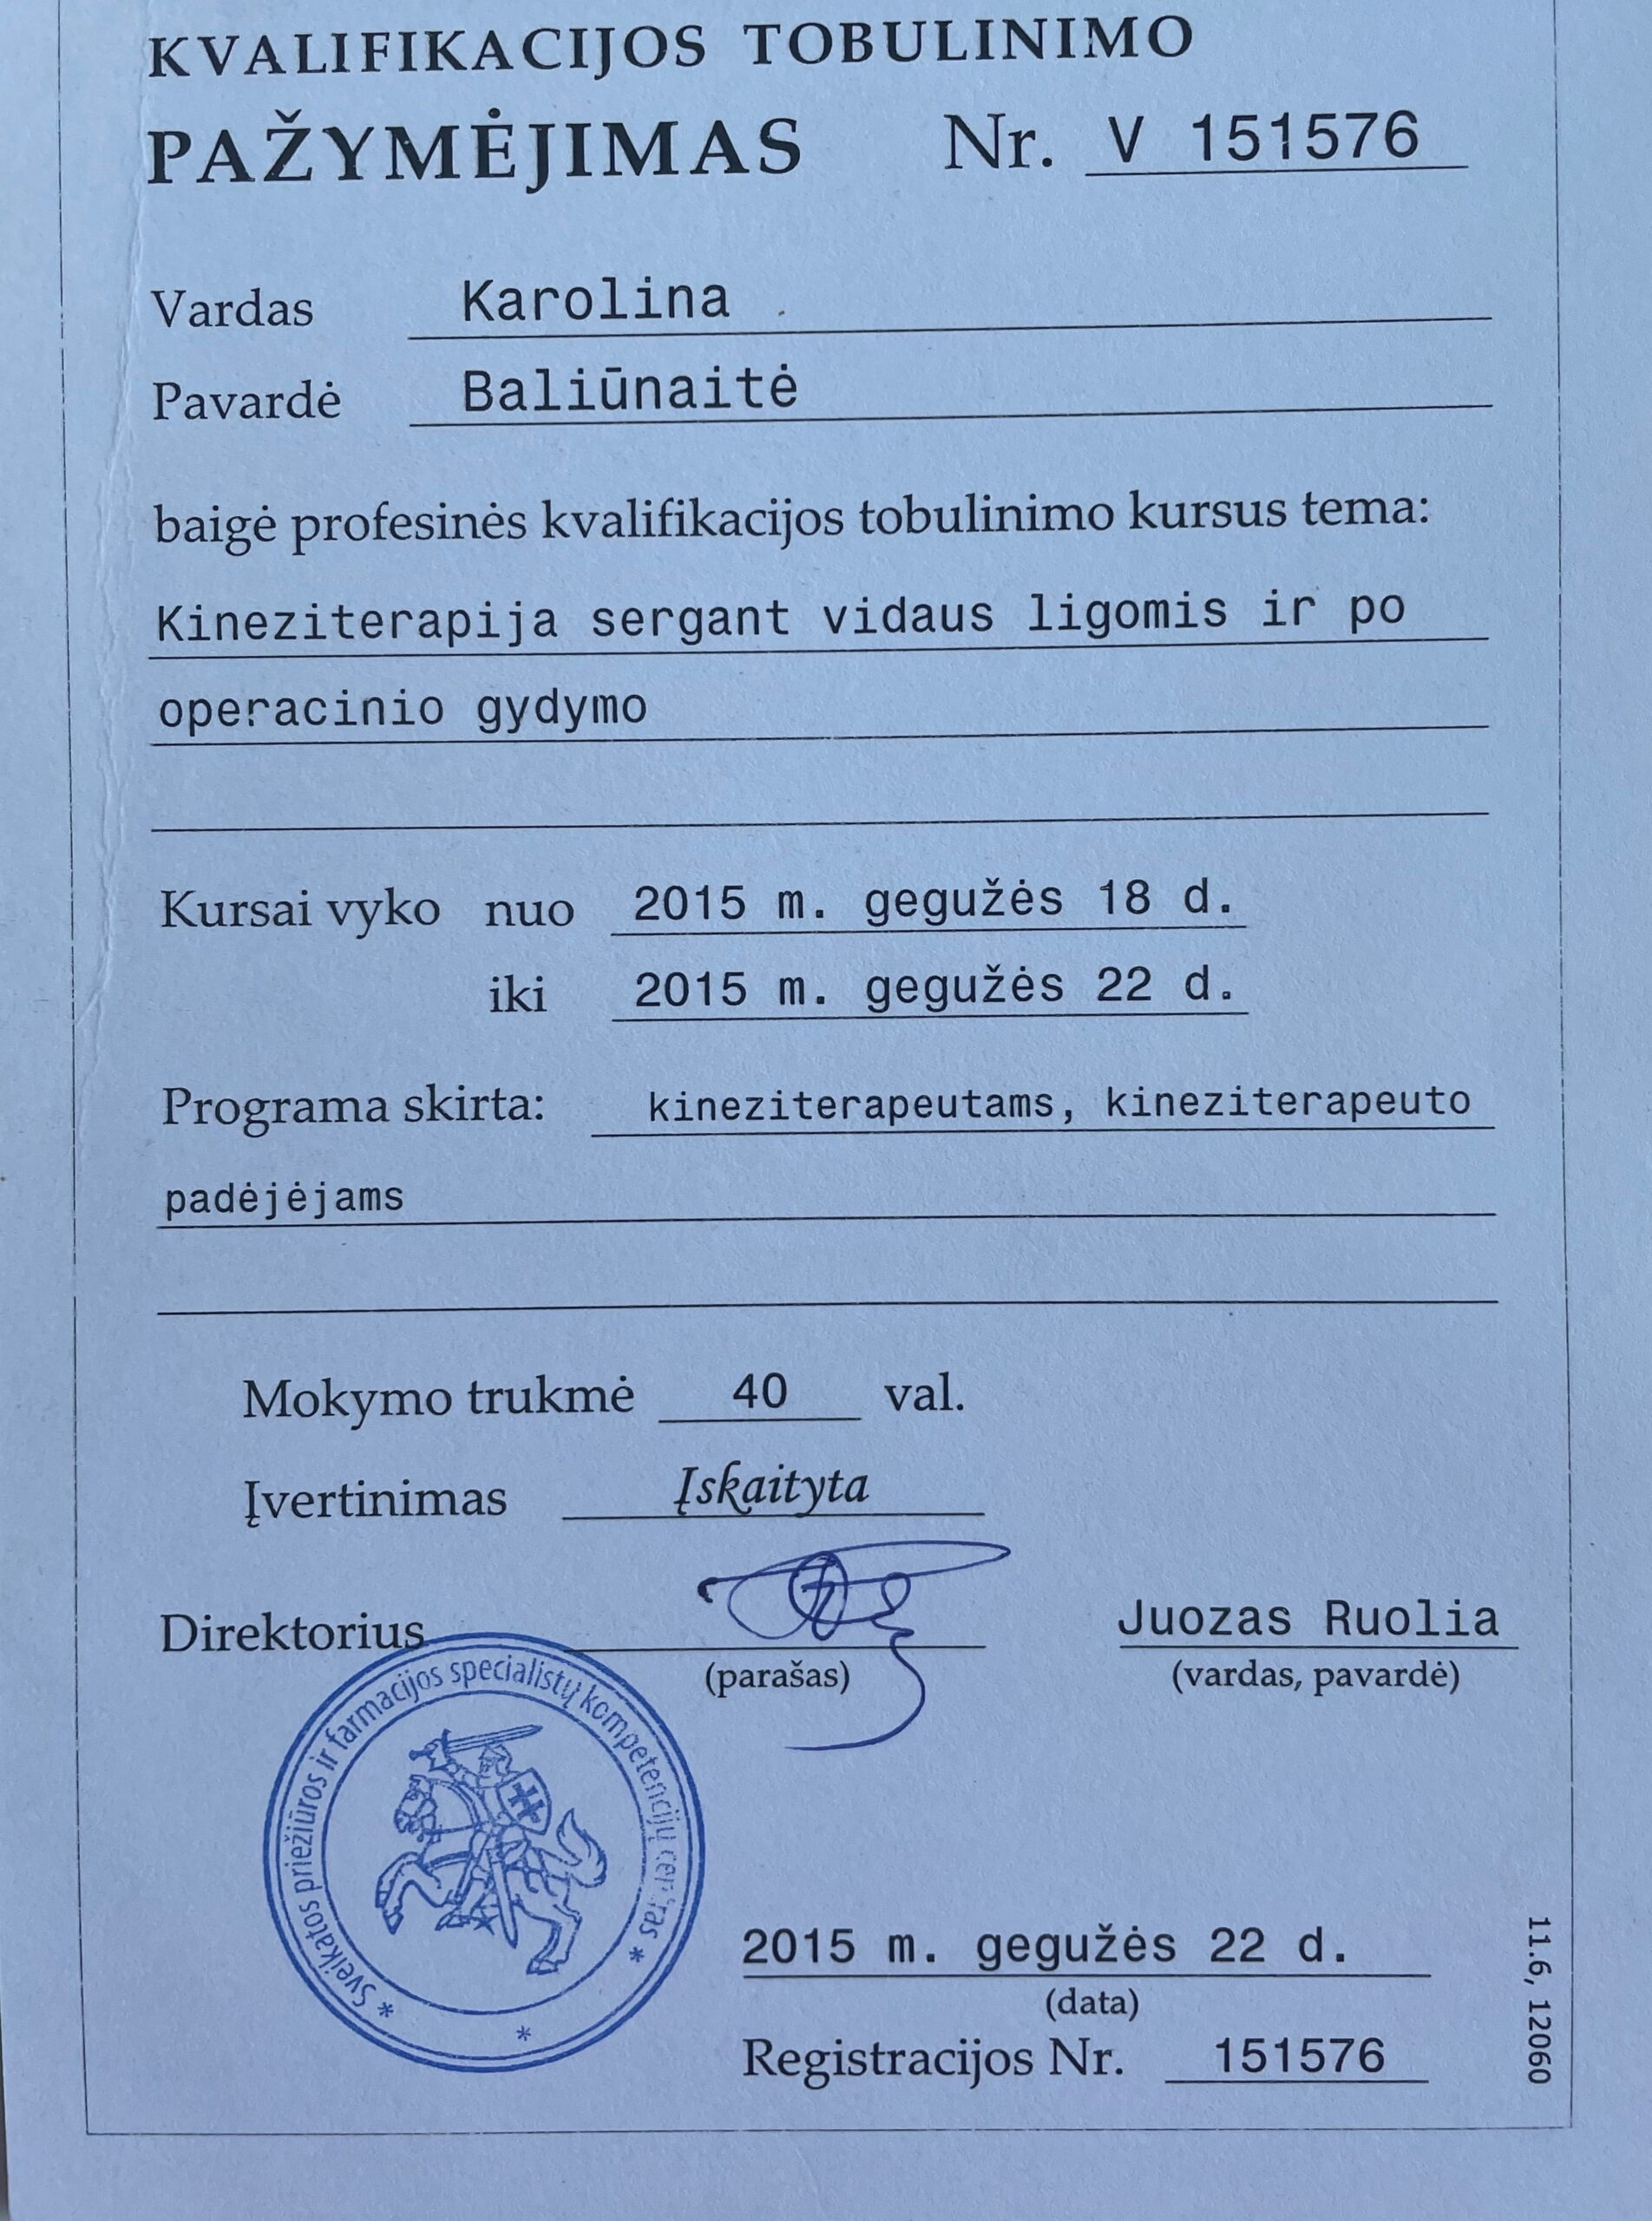 KVALIFIKACIJOS TOBULINIMO
PAŽYMĖJIMAS Nr. V 151576
Vardas Karolina
Pavardė Baliūnaitė
baigė profesinės kvalifikacijos tobulinimo kursus tema:
Kineziterapija sergant vidaus ligomis ir po
operacinio gydymo
Kursai vyko nuo 2015 m. gegužės 18 d.
iki 2015 m. gegužės 22 d.
Programa skirta: kineziterapeutams, kineziterapeuto
padėjėjams
Mokymo trukmė 40 val.
Įvertinimas Įskaityta
Direktorius Juozas Ruolia
(parašas) (vardas, pavardė)
* Sveikatos priežiūros ir farmacijos specialistų kompetencijų centras * *
2015 m. gegužės 22 d.
(data)
Registracijos Nr. 151576
11.6, 12060